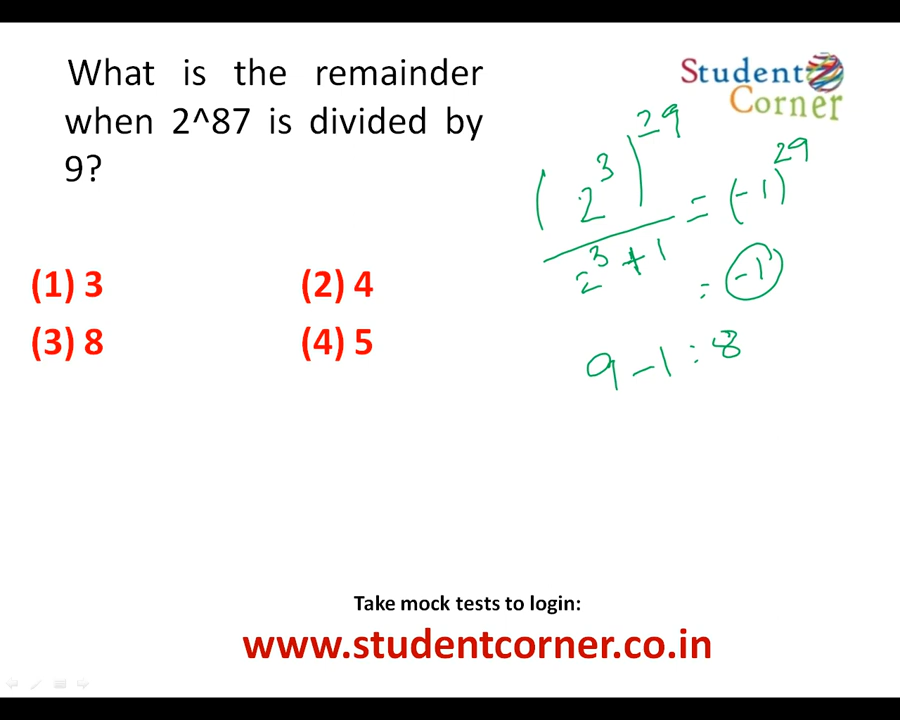 What is the remainder
when 2^87 is divided by
9?
Student
Corner
(1) 3
(2) 4
(3) 8
(4) 5
(2^3)^29
2^3 + 1
= (-1)^29
= -1
9 - 1 : 8
Take mock tests to login:
www.studentcorner.co.in